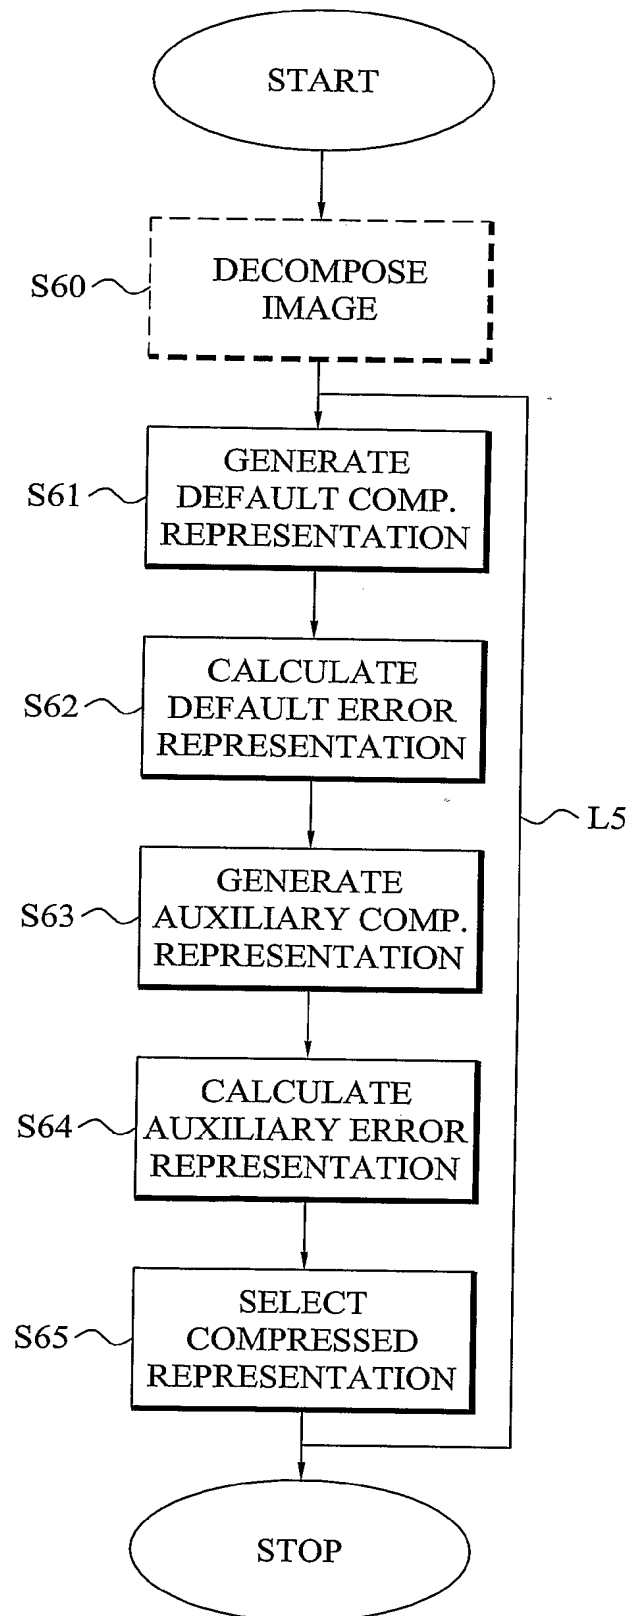 START
S60
DECOMPOSE
IMAGE
S61
GENERATE
DEFAULT COMP.
REPRESENTATION
S62
CALCULATE
DEFAULT ERROR
REPRESENTATION
L5
S63
GENERATE
AUXILIARY COMP.
REPRESENTATION
S64
CALCULATE
AUXILIARY ERROR
REPRESENTATION
S65
SELECT
COMPRESSED
REPRESENTATION
STOP